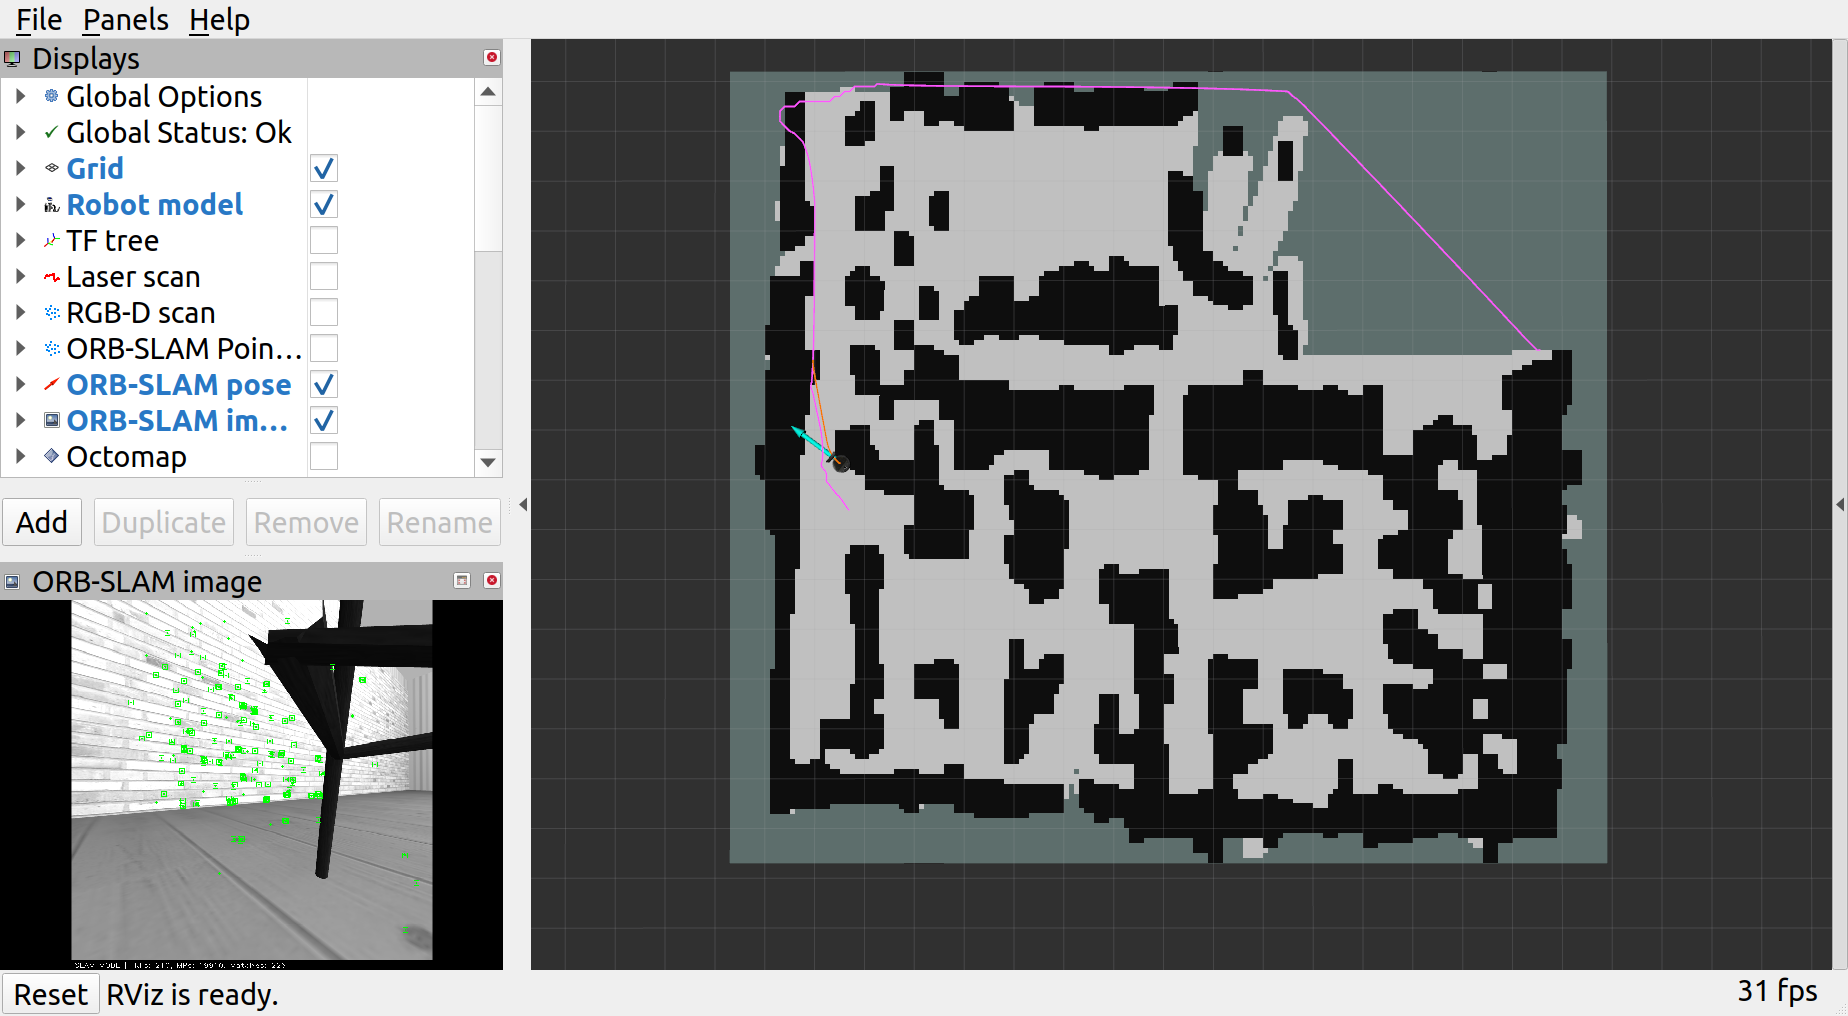 File Panels Help
Displays
Global Options
Global Status: Ok
Grid
Robot model
TF tree
Laser scan
RGB-D scan
ORB-SLAM Poin...
ORB-SLAM pose
ORB-SLAM im...
Octomap
Add Duplicate Remove Rename
ORB-SLAM image
SLAM MODE |
Reset RViz is ready.
31 fps